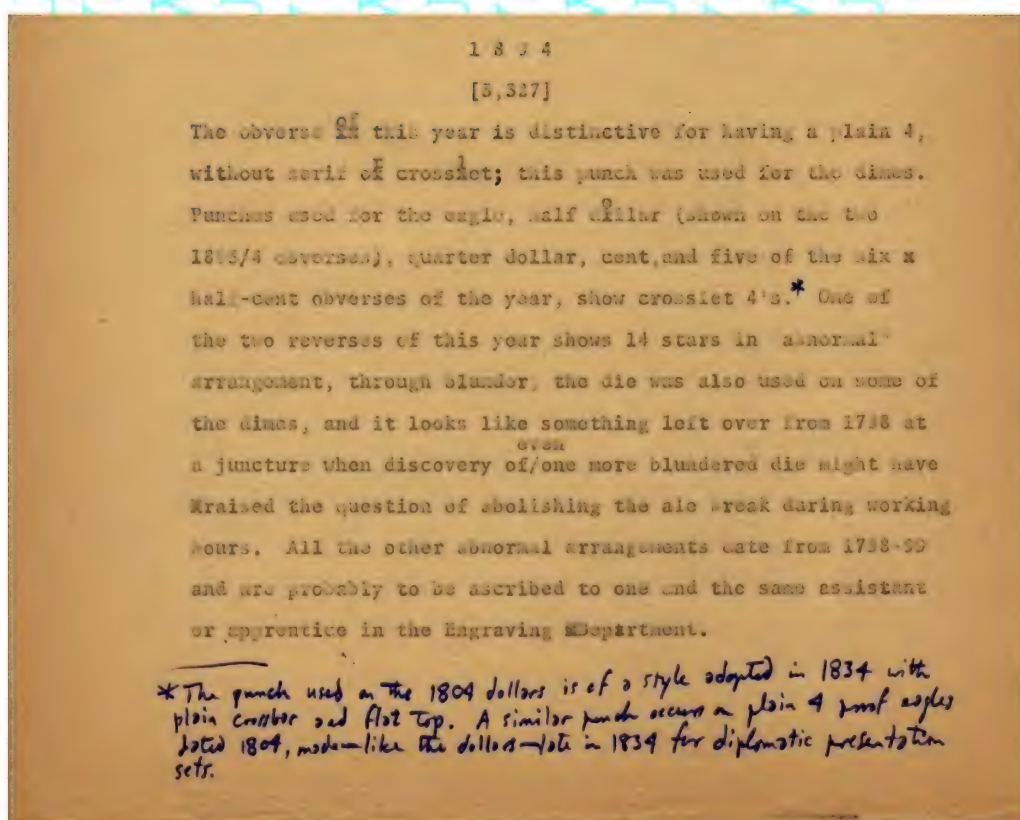 1 8 0 4
[3,327]
The obverse of this year is distinctive for having a plain 4,
without serif or crosslet; this punch was used for the dimes.
Punches used for the eagle, half dollar (shown on the two
1805/4 obverses), quarter dollar, cent,and five of the six x
half-cent obverses of the year, show crosslet 4's.* One of
the two reverses of this year shows 14 stars in abnormal
arrangement, through blunder; the die was also used on some of
the dimes, and it looks like something left over from 1798 at
even
a juncture when discovery of/one more blundered die might have
xraised the question of abolishing the ale break during working
hours. All the other abnormal arrangements date from 1798-99
and are probably to be ascribed to one and the same assistant
or apprentice in the Engraving Department.
* The punch used on the 1804 dollars is of a style adopted in 1834 with
plain crossbar and flat top. A similar punch occurs on plain 4 proof eagles
dated 1804, made—like the dollars—late in 1834 for diplomatic presentation
sets.